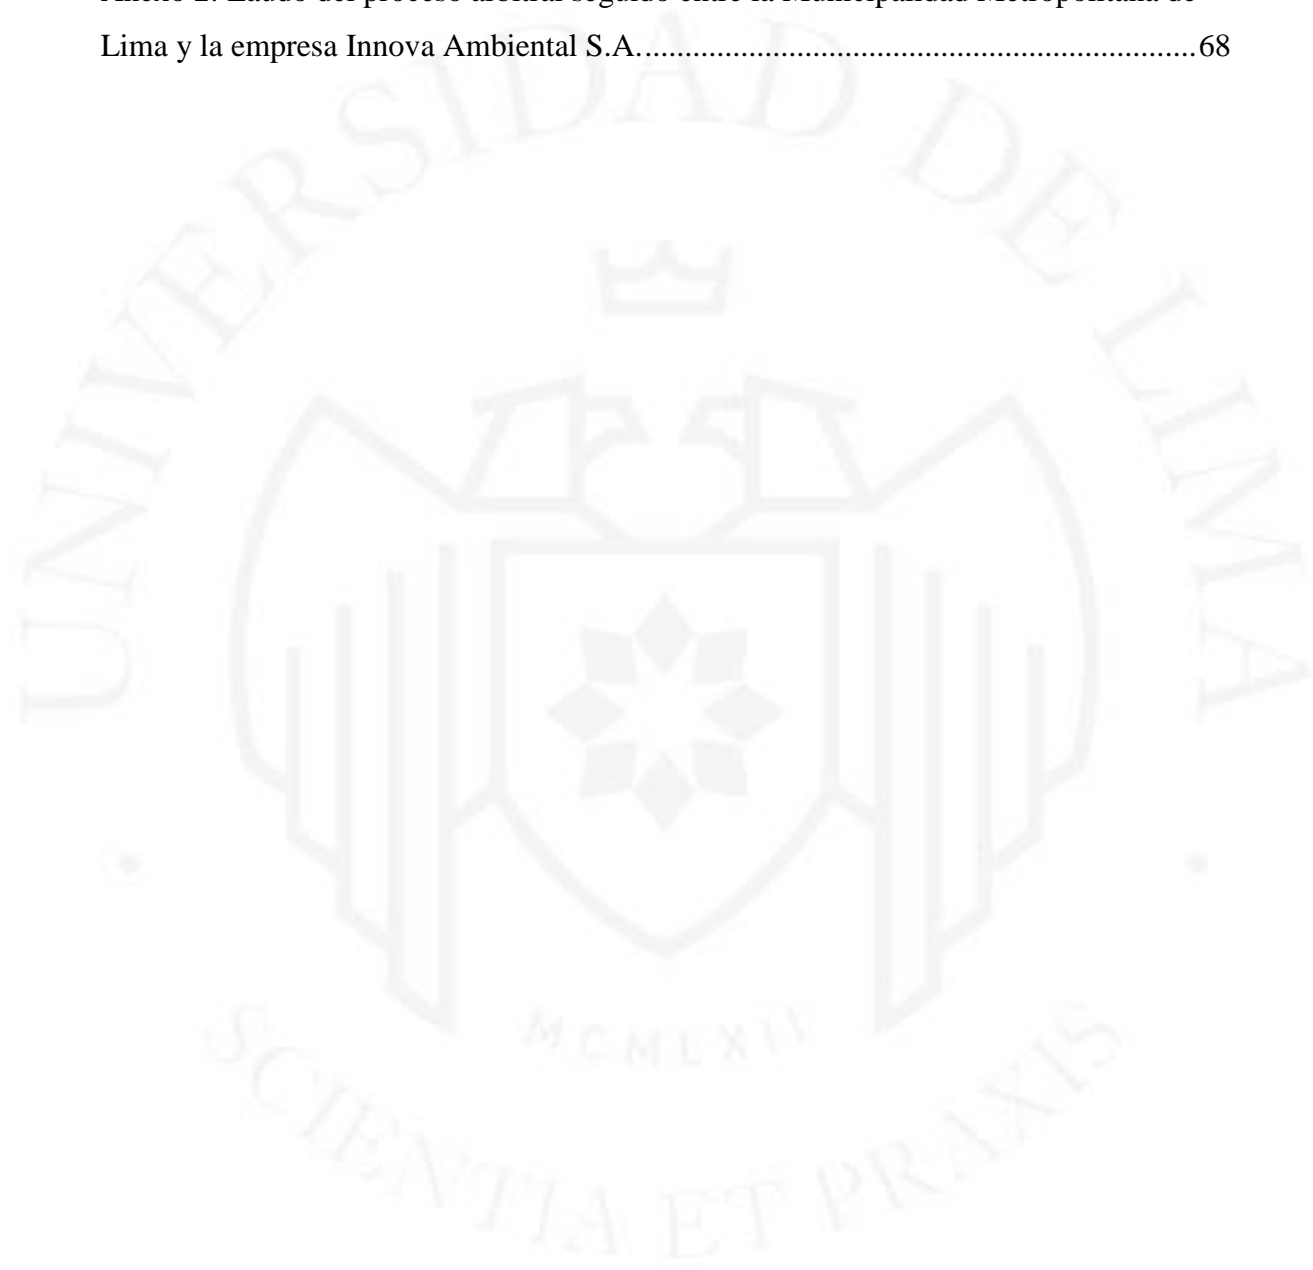 Anexo 2: Laudo del proceso arbitral seguido entre la Municipalidad Metropolitana de
Lima y la empresa Innova Ambiental S.A....................................................................68
UNIVERSIDAD DE LIMA
MCMLXII
SCIENTIA ET PRAXIS